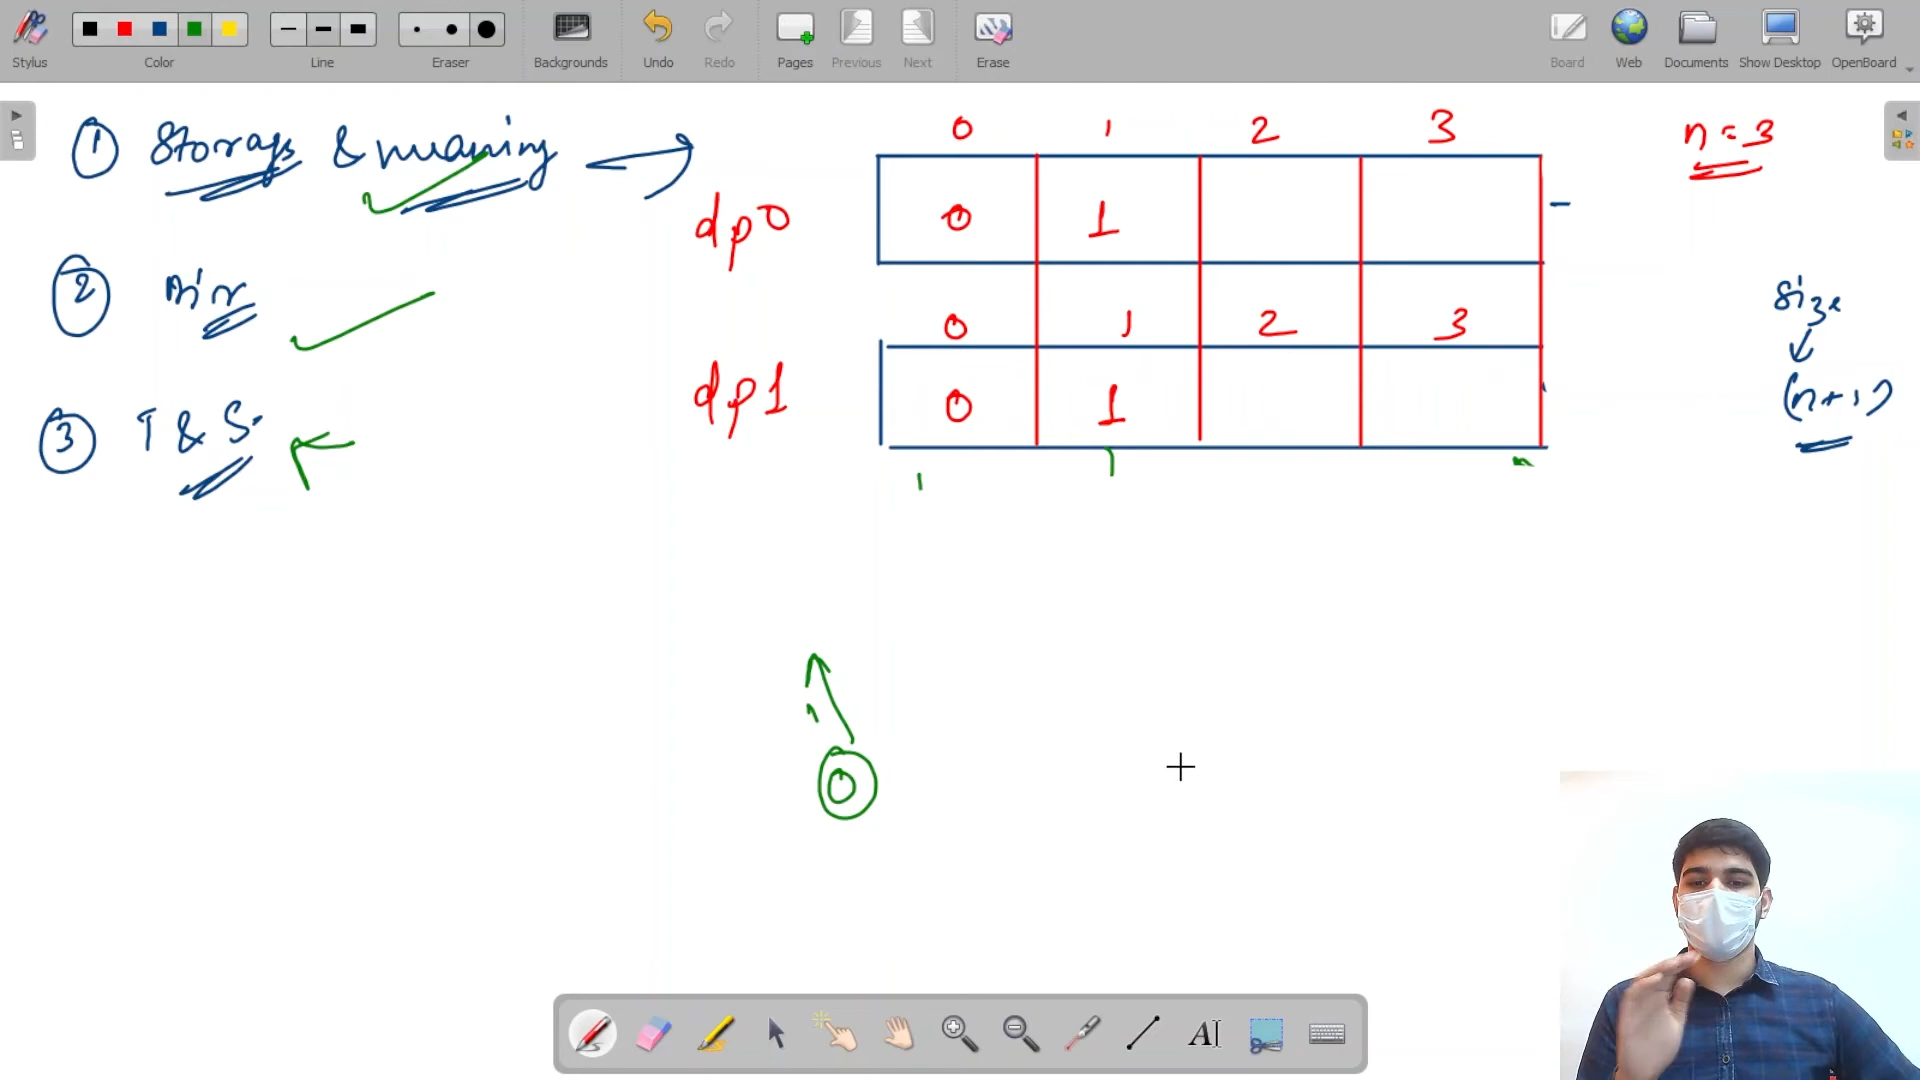 Stylus Color Line Eraser Backgrounds Undo Redo Pages Previous Next Erase Board Web Documents Show Desktop OpenBoard
① Storage & meaning
② Dirr
③ T & S.
0 1 2 3
dp0 0 1
0 1 2 3
dp1 0 1
n = 3
size
(n+1)
0